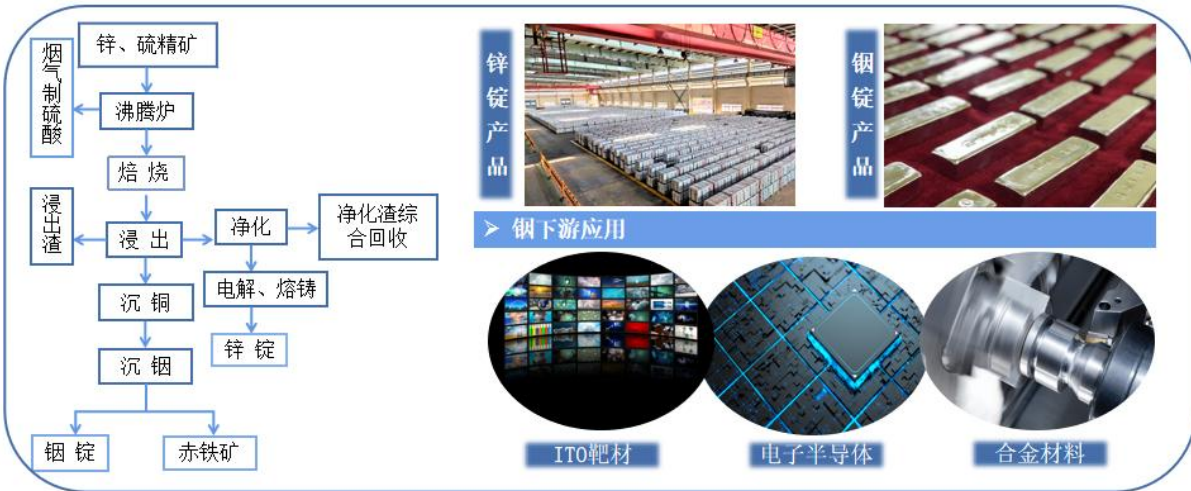 锌、硫精矿
烟气制硫酸
沸腾炉
焙 烧
浸出渣
浸 出
净化
净化渣综
合回收
沉 铜
电解、熔铸
沉 铟
锌 锭
铟 锭
赤铁矿
锌锭产品
铟锭产品
➢ 铟下游应用
ITO靶材
电子半导体
合金材料